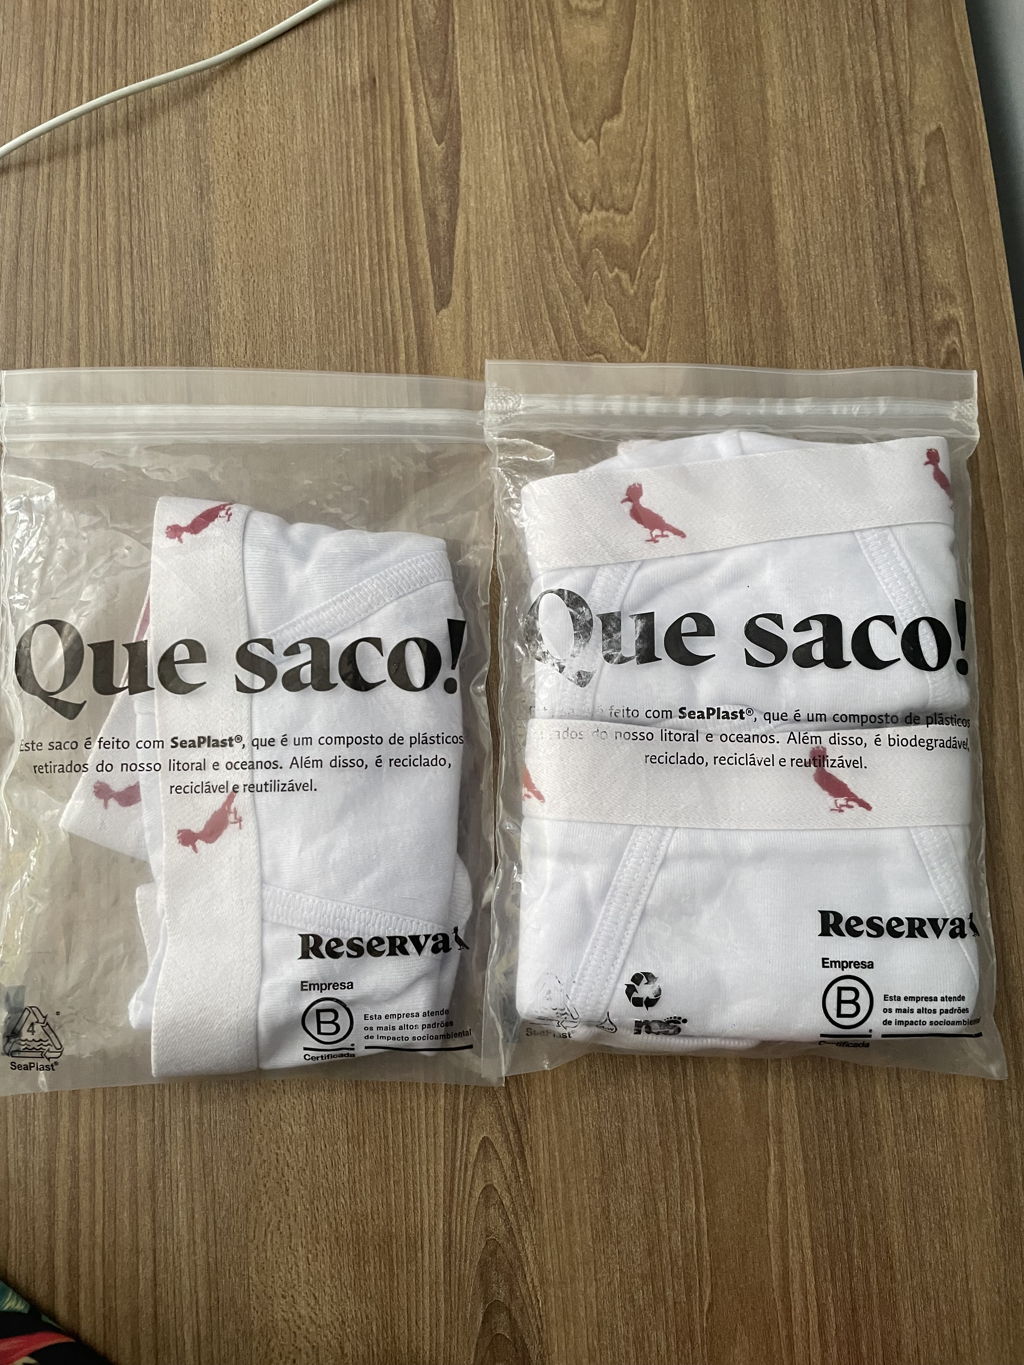 Que saco!
Este saco é feito com SeaPlast®, que é um composto de plásticos
retirados do nosso litoral e oceanos. Além disso, é reciclado,
reciclável e reutilizável.
Reserva
Empresa
B
Certificada
Esta empresa atende
os mais altos padrões
de impacto socioambiental
4
SeaPlast®
Que saco!
feito com SeaPlast®, que é um composto de plásticos
do nosso litoral e oceanos. Além disso, é biodegradável,
reciclado, reciclável e reutilizável.
Reserva
Empresa
B
Certificada
Esta empresa atende
os mais altos padrões
de impacto socioambiental
SeaPlast